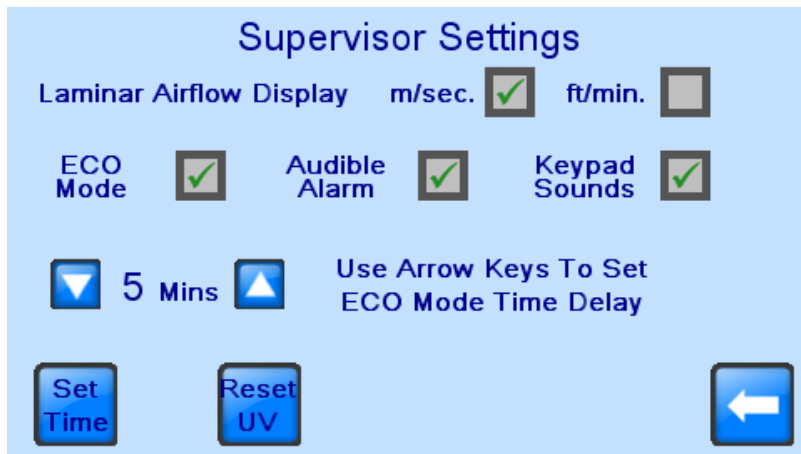 Supervisor Settings
Laminar Airflow Display m/sec. ft/min.
ECO Mode Audible Alarm Keypad Sounds
5 Mins
Use Arrow Keys To Set
ECO Mode Time Delay
Set
Time
Reset
UV